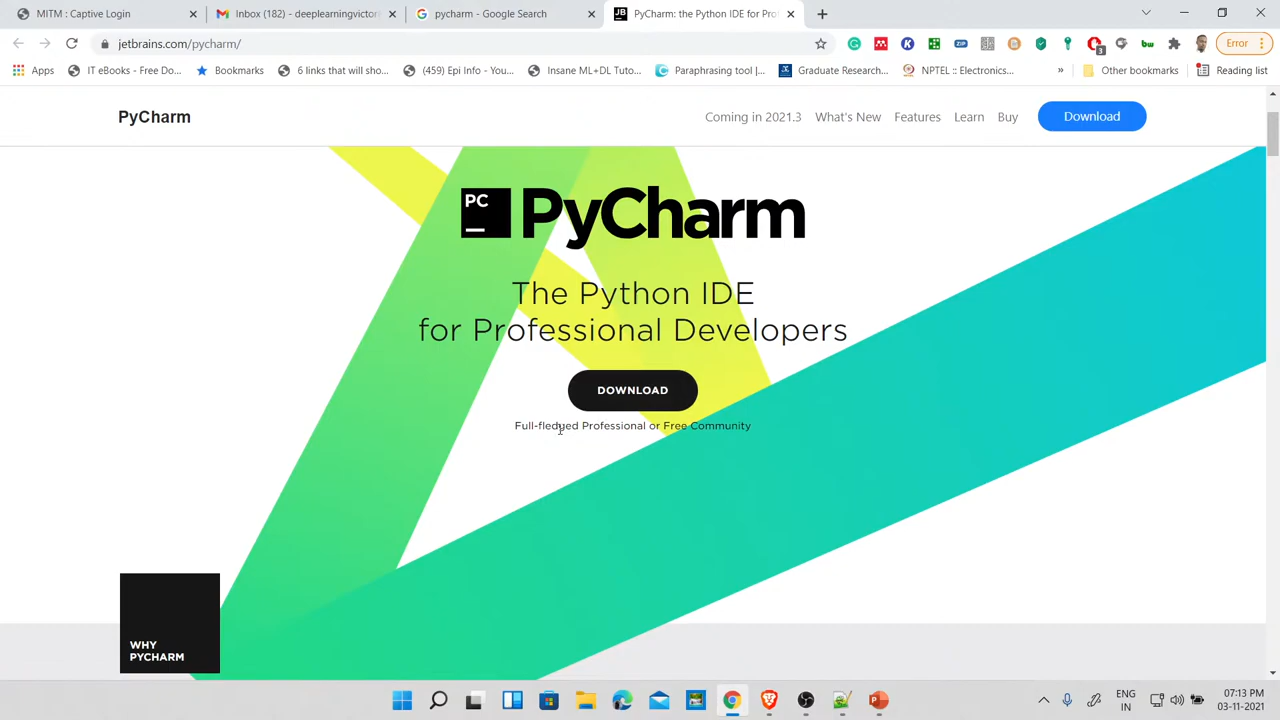 MITM : Captive Login
Inbox (182) - deeplearningvictory
pycharm - Google Search
JB PyCharm: the Python IDE for Prof
jetbrains.com/pycharm/
3
Error
Apps
IT eBooks - Free Do...
Bookmarks
6 links that will sho...
(459) Epi Info - You...
Insane ML+DL Tuto...
Paraphrasing tool |...
Graduate Research...
NPTEL :: Electronics...
»
Other bookmarks
Reading list
PyCharm
Coming in 2021.3
What's New
Features
Learn
Buy
Download
PC
PyCharm
The Python IDE
for Professional Developers
DOWNLOAD
Full-fledged Professional or Free Community
WHY
PYCHARM
ENG
IN
07:13 PM
03-11-2021